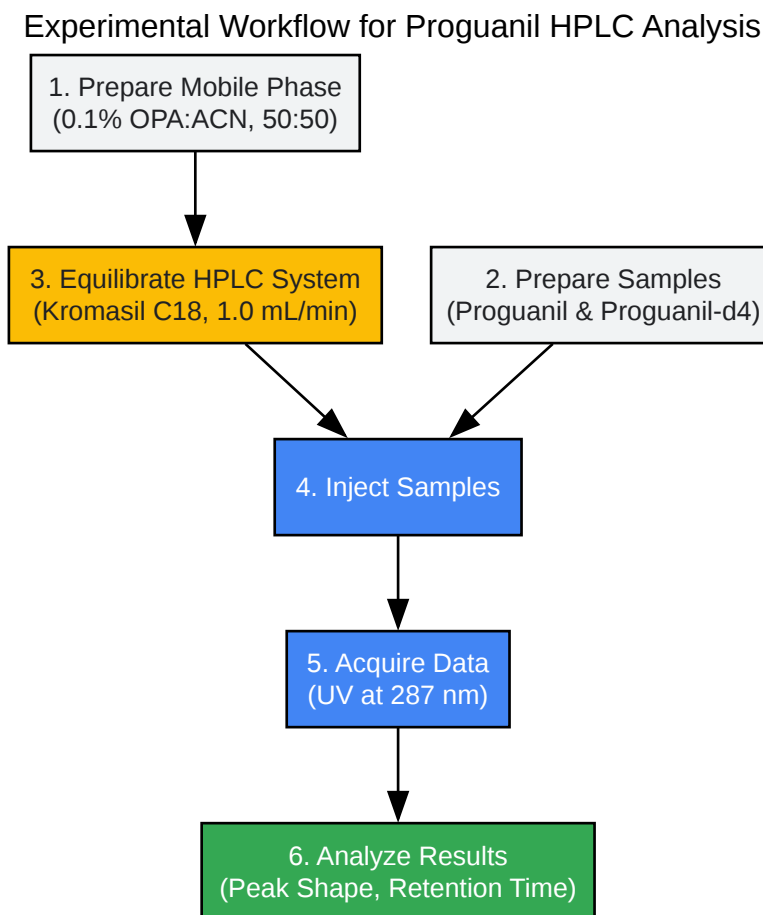 Experimental Workflow for Proguanil HPLC Analysis
1. Prepare Mobile Phase
(0.1% OPA:ACN, 50:50)
3. Equilibrate HPLC System
(Kromasil C18, 1.0 mL/min)
2. Prepare Samples
(Proguanil & Proguanil-d4)
4. Inject Samples
5. Acquire Data
(UV at 287 nm)
6. Analyze Results
(Peak Shape, Retention Time)